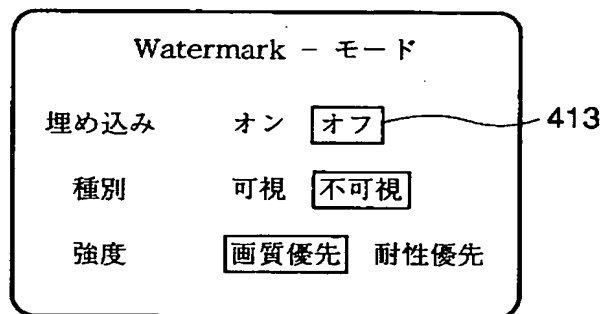 Watermark － モード
埋め込み オン オフ 413
種別 可視 不可視
強度 画質優先 耐性優先